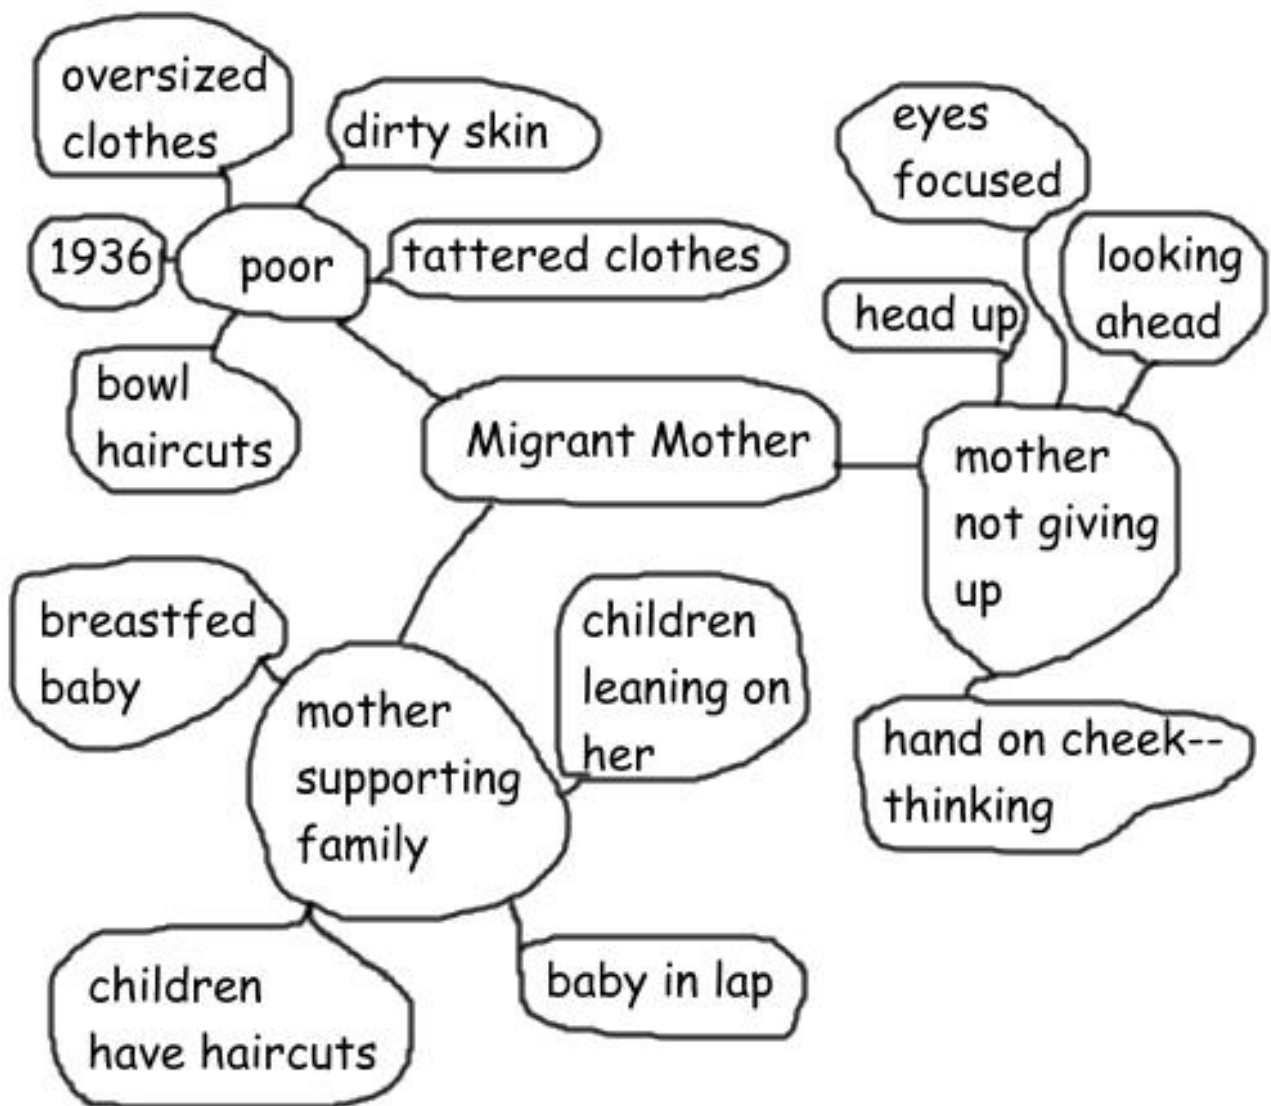 oversized
clothes
dirty skin
1936
poor
tattered clothes
bowl
haircuts
Migrant Mother
eyes
focused
looking
ahead
head up
mother
not giving
up
hand on cheek--
thinking
breastfed
baby
children
leaning on
her
mother
supporting
family
children
have haircuts
baby in lap